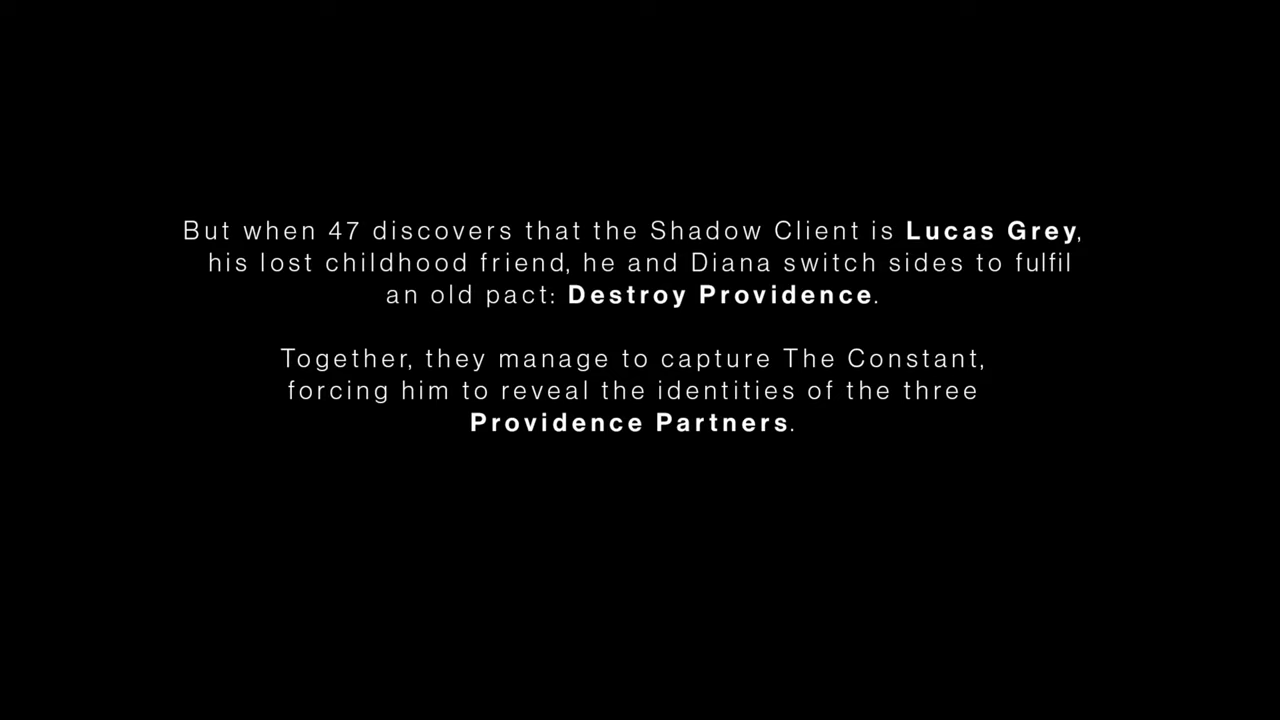 But when 47 discovers that the Shadow Client is Lucas Grey,
his lost childhood friend, he and Diana switch sides to fulfil
an old pact: Destroy Providence.
Together, they manage to capture The Constant,
forcing him to reveal the identities of the three
Providence Partners.